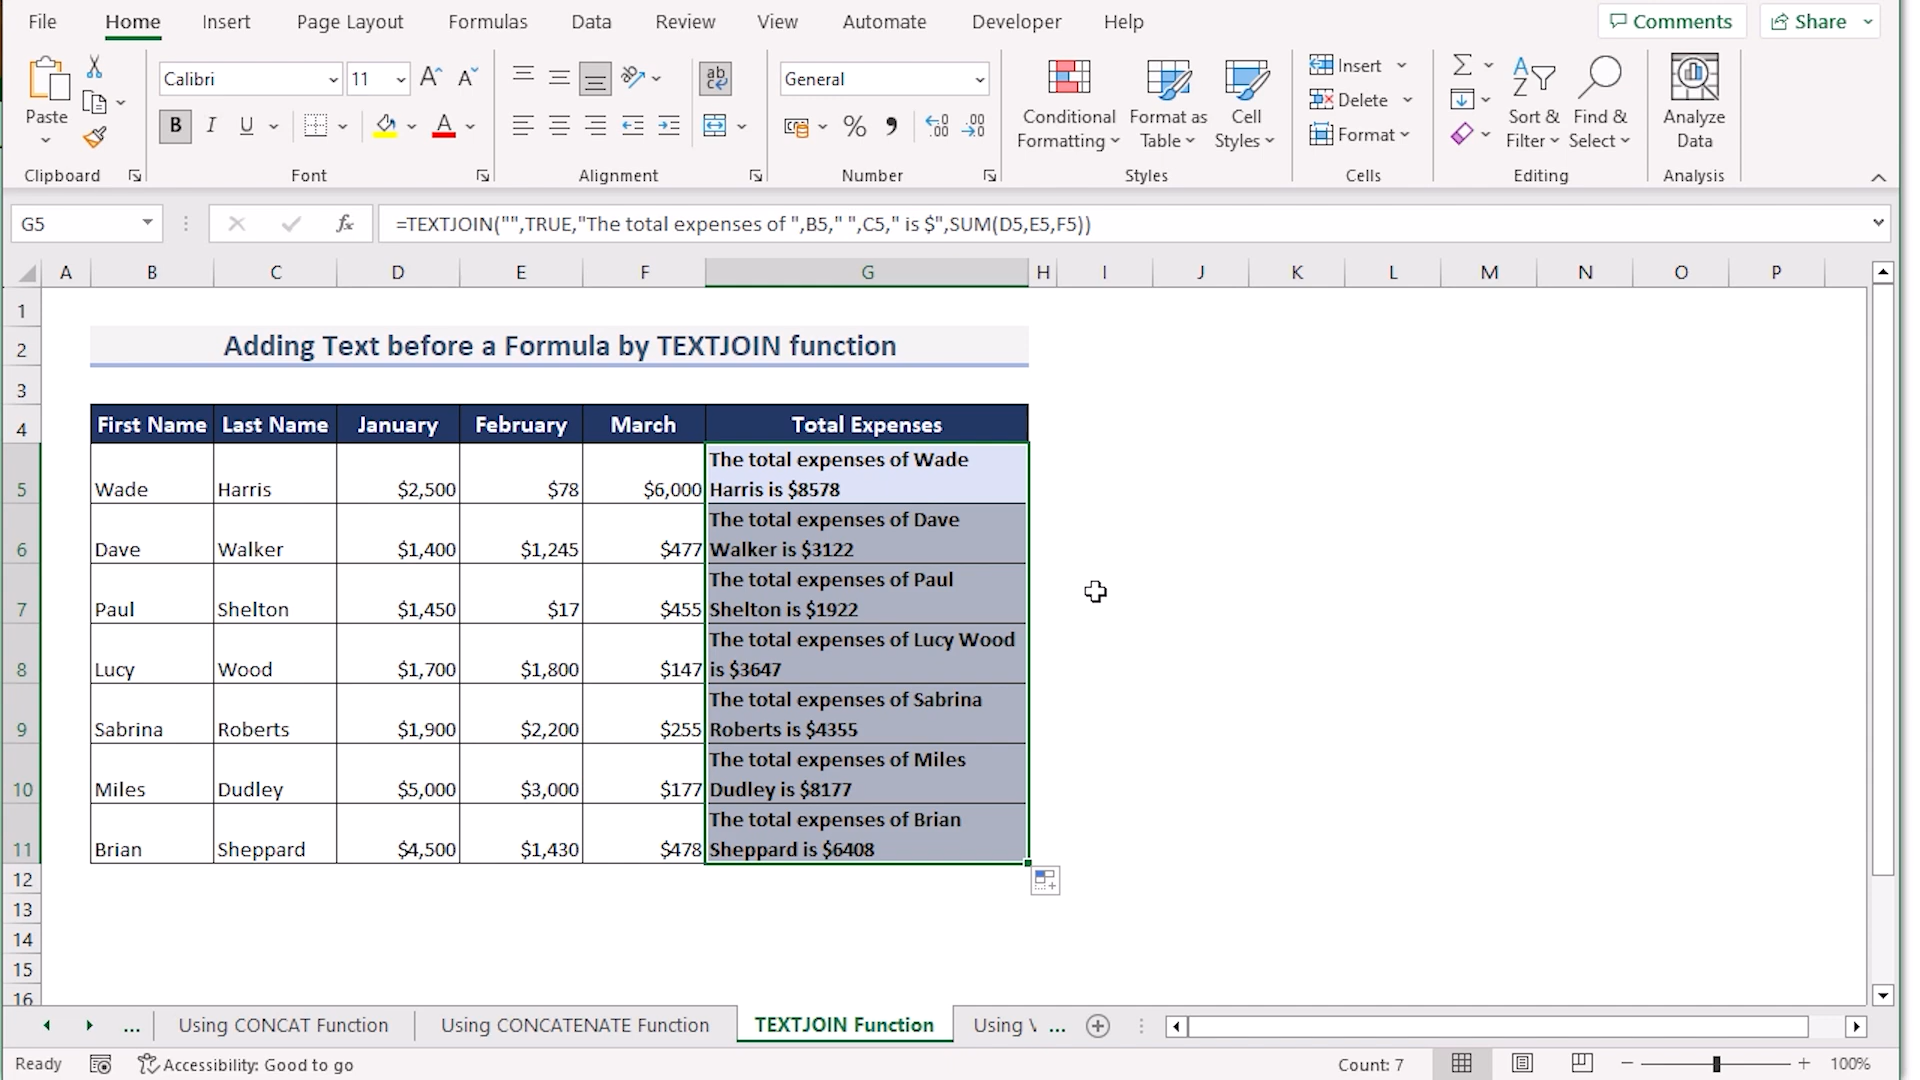 File Home Insert Page Layout Formulas Data Review View Automate Developer Help Comments Share
Paste
Clipboard
Calibri 11
B I U A
Font
ab
Alignment
General
% 9
Number
Conditional Formatting
Format as Table
Cell Styles
Styles
Insert
Delete
Format
Cells
Sort & Filter
Find & Select
Editing
Analyze Data
Analysis
G5 fx =TEXTJOIN("",TRUE,"The total expenses of ",B5," ",C5," is $",SUM(D5,E5,F5))
A B C D E F G H I J K L M N O P
1
2 Adding Text before a Formula by TEXTJOIN function
3
4 First Name Last Name January February March Total Expenses
5 Wade Harris $2,500 $78 $6,000 The total expenses of Wade
Harris is $8578
6 Dave Walker $1,400 $1,245 $477 The total expenses of Dave
Walker is $3122
7 Paul Shelton $1,450 $17 $455 The total expenses of Paul
Shelton is $1922
8 Lucy Wood $1,700 $1,800 $147 The total expenses of Lucy Wood
is $3647
9 Sabrina Roberts $1,900 $2,200 $255 The total expenses of Sabrina
Roberts is $4355
10 Miles Dudley $5,000 $3,000 $177 The total expenses of Miles
Dudley is $8177
11 Brian Sheppard $4,500 $1,430 $478 The total expenses of Brian
Sheppard is $6408
12
13
14
15
16
... Using CONCAT Function Using CONCATENATE Function TEXTJOIN Function Using ...
Ready Accessibility: Good to go Count: 7 100%